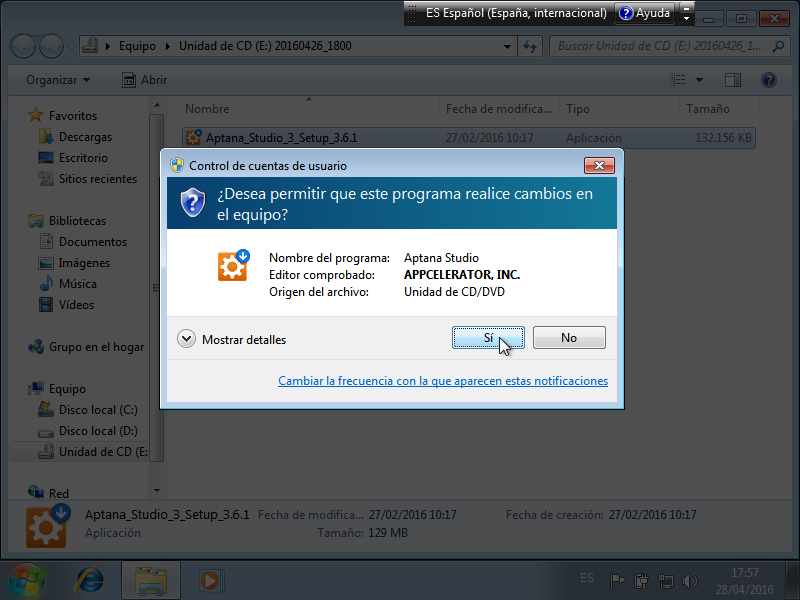 ES Español (España, internacional) Ayuda
Equipo Unidad de CD (E:) 20160426_1800
Buscar Unidad de CD (E:) 20160426_1...
Organizar Abrir
Nombre Fecha de modifica... Tipo Tamaño
Aptana_Studio_3_Setup_3.6.1 27/02/2016 10:17 Aplicación 132.156 KB
Favoritos
Descargas
Escritorio
Sitios recientes
Bibliotecas
Documentos
Imágenes
Música
Vídeos
Grupo en el hogar
Equipo
Disco local (C:)
Disco local (D:)
Unidad de CD (E:
Red
Control de cuentas de usuario
¿Desea permitir que este programa realice cambios en
el equipo?
Nombre del programa: Aptana Studio
Editor comprobado: APPCELERATOR, INC.
Origen del archivo: Unidad de CD/DVD
Mostrar detalles
Sí No
Cambiar la frecuencia con la que aparecen estas notificaciones
Aptana_Studio_3_Setup_3.6.1 Fecha de modifica... 27/02/2016 10:17 Fecha de creación: 27/02/2016 10:17
Aplicación Tamaño: 129 MB
ES
17:57
28/04/2016